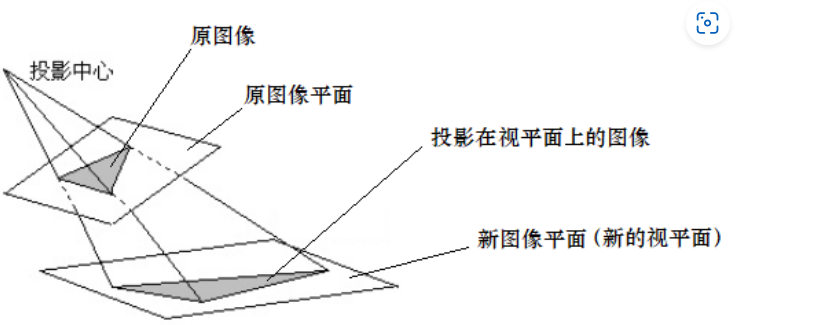 原图像
投影中心
原图像平面
投影在视平面上的图像
新图像平面(新的视平面)